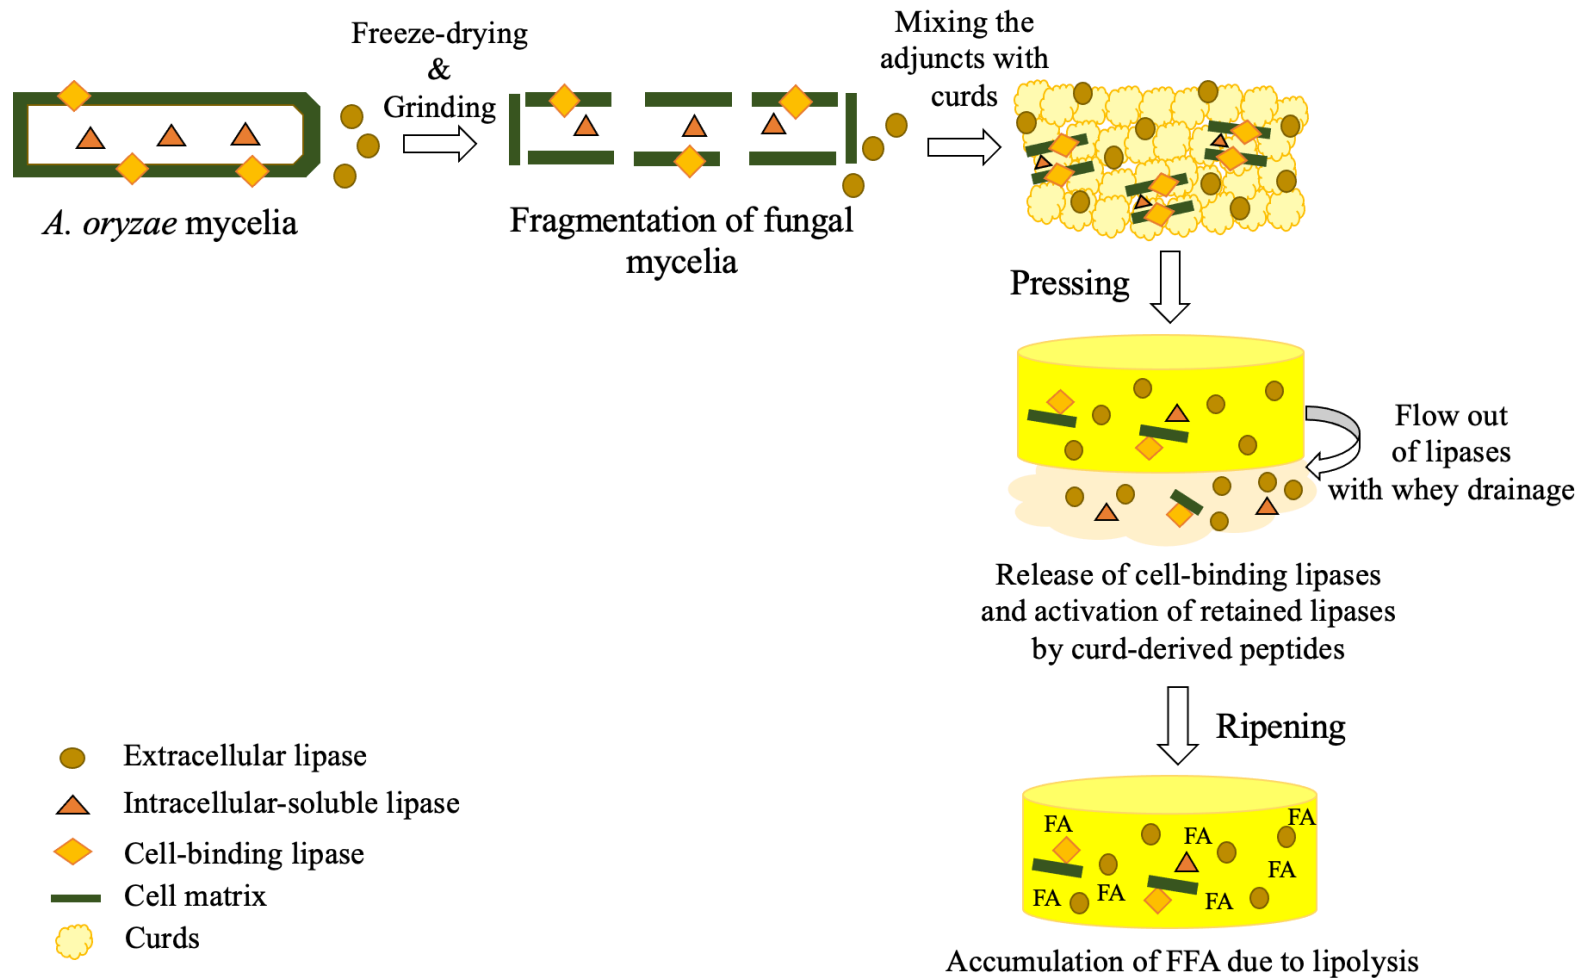 Freeze-drying
&
Grinding
Mixing the
adjuncts with
curds
A. oryzae mycelia
Fragmentation of fungal
mycelia
Pressing
Flow out
of lipases
with whey drainage
Release of cell-binding lipases
and activation of retained lipases
by curd-derived peptides
Ripening
FA
FA
FA
FA
FA
FA
FA
Accumulation of FFA due to lipolysis
Extracellular lipase
Intracellular-soluble lipase
Cell-binding lipase
Cell matrix
Curds